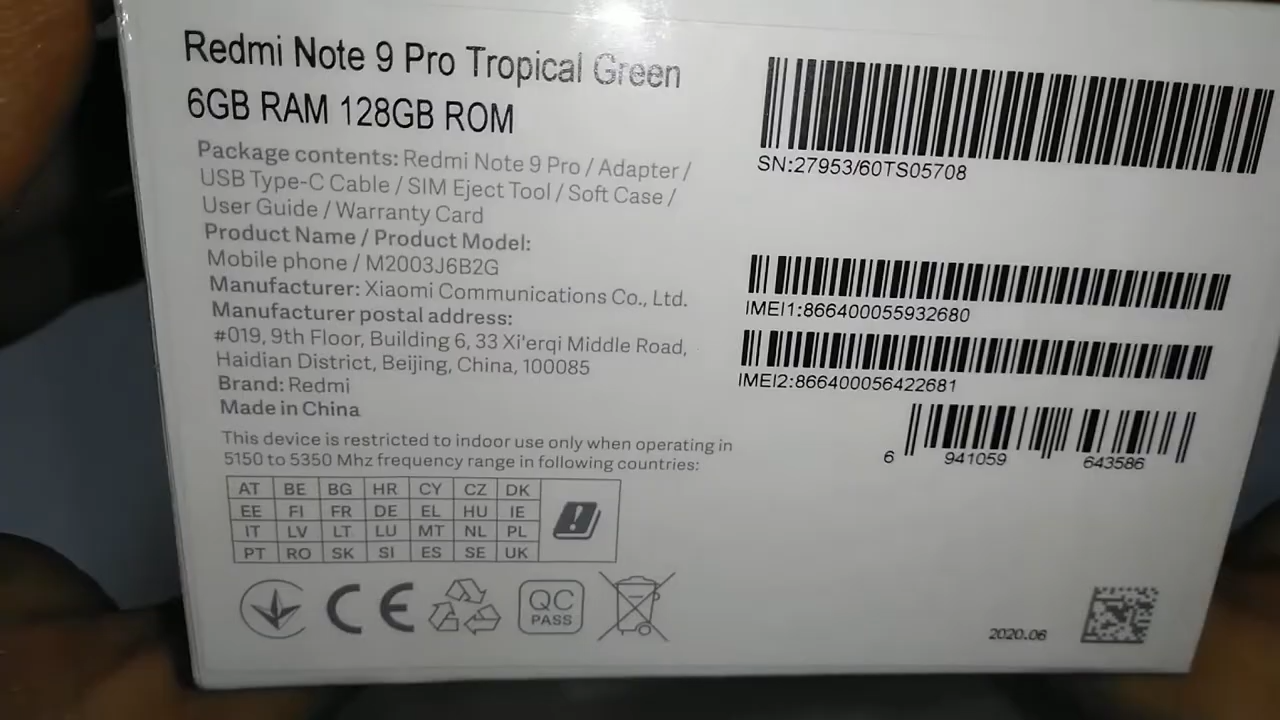 Redmi Note 9 Pro Tropical Green
6GB RAM 128GB ROM
Package contents: Redmi Note 9 Pro / Adapter /
USB Type-C Cable / SIM Eject Tool / Soft Case /
User Guide / Warranty Card
Product Name / Product Model:
Mobile phone / M2003J6B2G
Manufacturer: Xiaomi Communications Co., Ltd.
Manufacturer postal address:
#019, 9th Floor, Building 6, 33 Xi'erqi Middle Road,
Haidian District, Beijing, China, 100085
Brand: Redmi
Made in China
This device is restricted to indoor use only when operating in
5150 to 5350 Mhz frequency range in following countries:
AT BE BG HR CY CZ DK
EE FI FR DE EL HU IE
IT LV LT LU MT NL PL
PT RO SK SI ES SE UK
CE
QC
PASS
SN:27953/60TS05708
IMEI1:866400055932680
IMEI2:866400056422681
6 941059 643586
2020.06